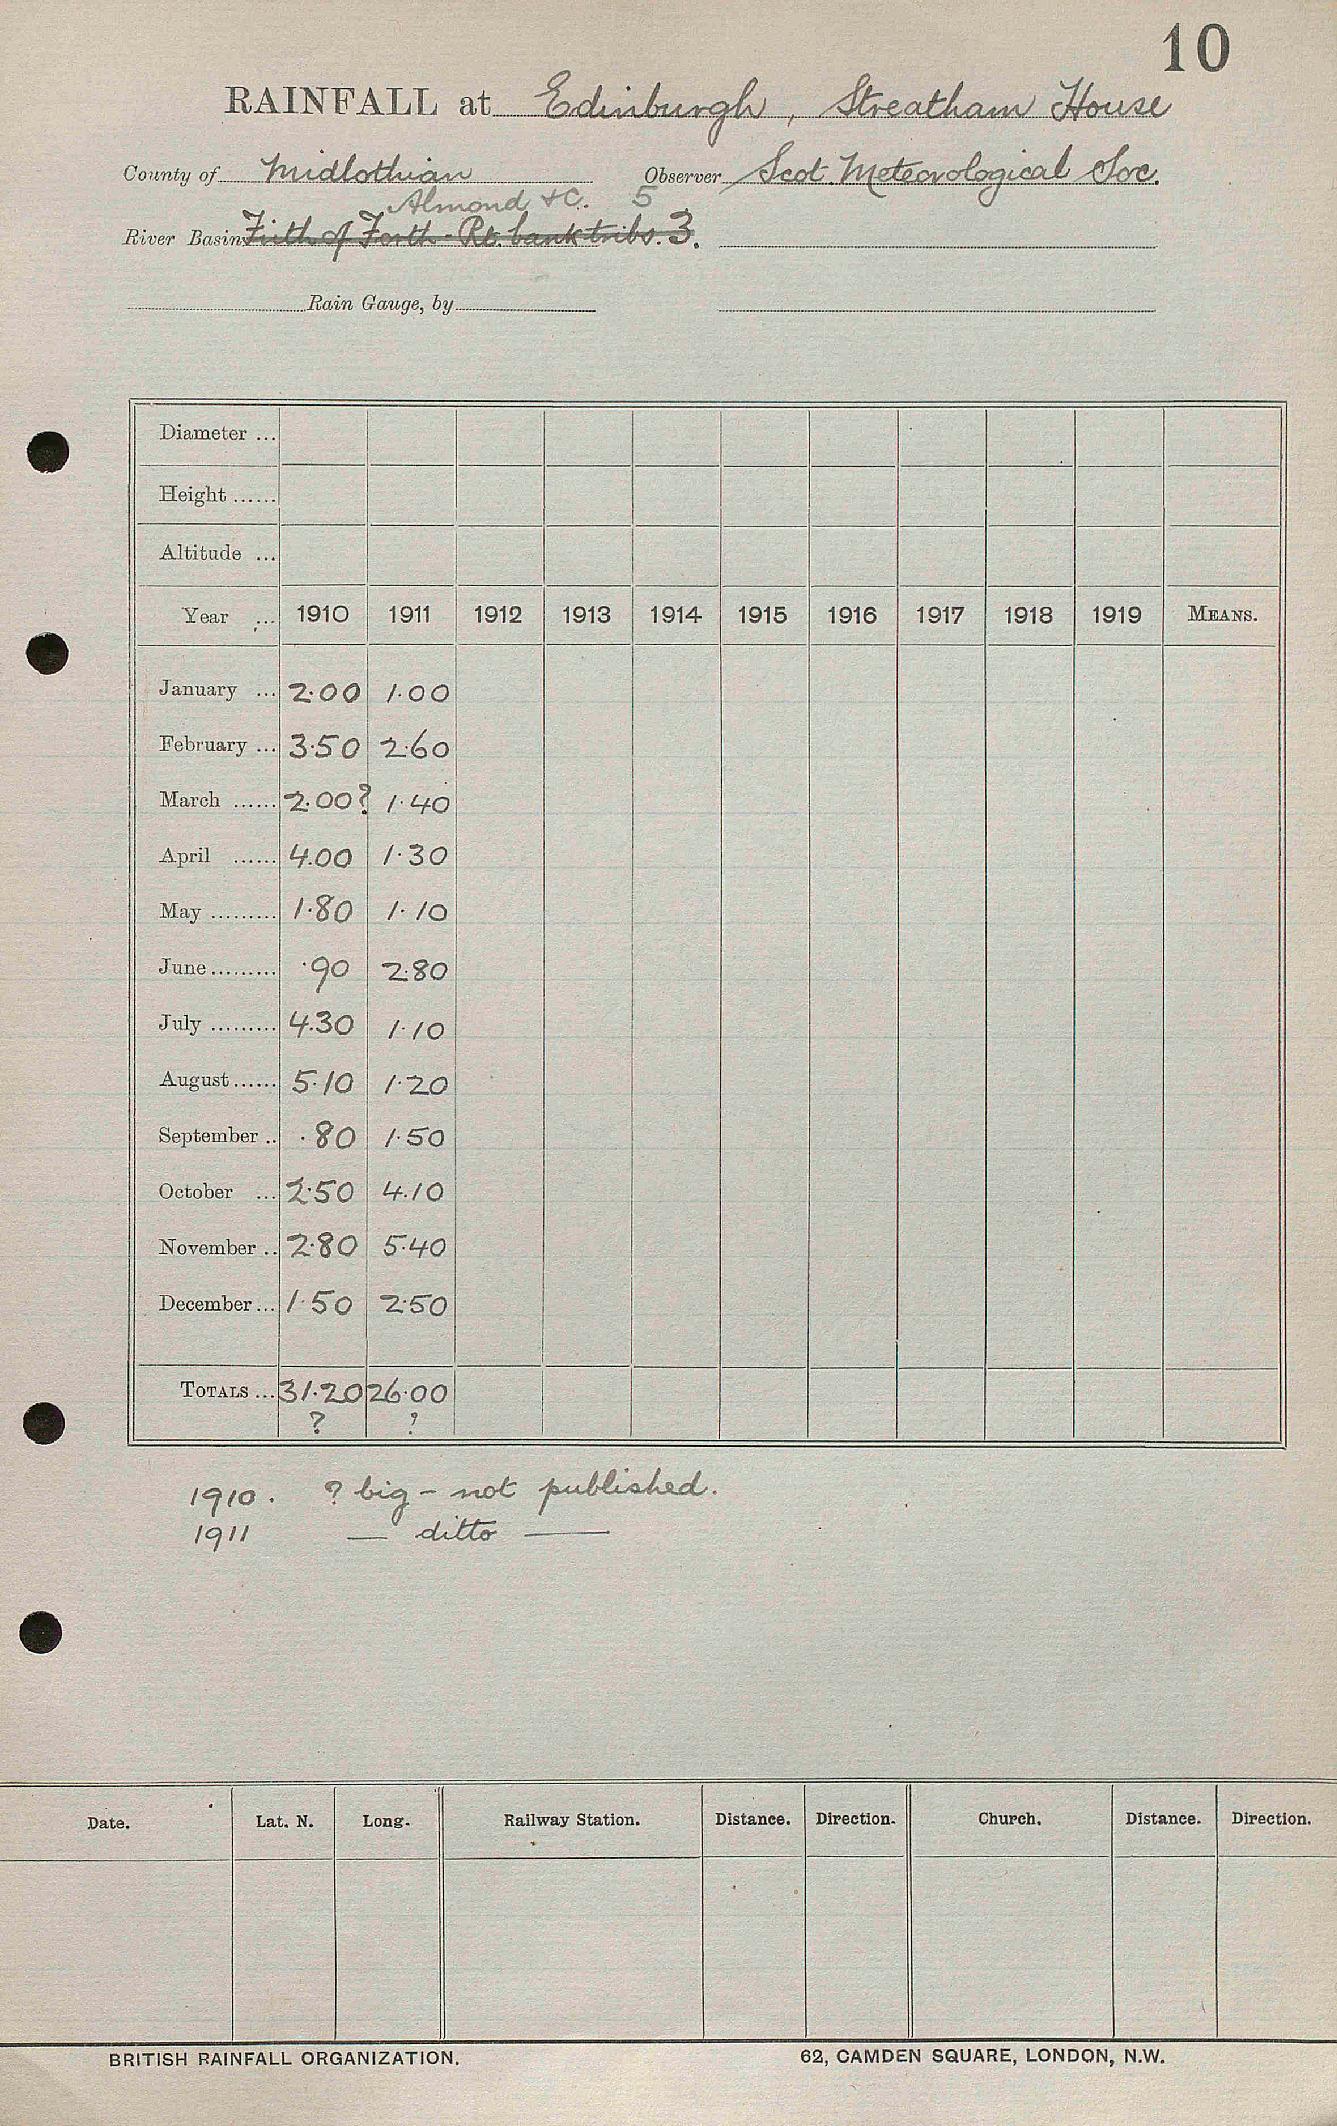 10
RAINFALL at Edinburgh, Streatham House
County of Midlothian Observer Scot. Meteorological Soc.
Almond &C. 5
River Basin Firth of Forth - Rt. bank tribs. 3.
Rain Gauge, by
Diameter ...
Height ......
Altitude ...
Year ... 1910 1911 1912 1913 1914 1915 1916 1917 1918 1919 MEANS.
January ... 2.00 1.00
February ... 3.50 2.60
March ...... 2.00? 1.40
April ...... 4.00 1.30
May ......... 1.80 1.10
June ......... .90 2.80
July ......... 4.30 1.10
August ...... 5.10 1.20
September .. .80 1.50
October ... 2.50 4.10
November .. 2.80 5.40
December ... 1.50 2.50
TOTALS ... 31.20 26.00
? ?
1910. ? big - not published.
1911 — ditto —
Date. Lat. N. Long. Railway Station. Distance. Direction. Church. Distance. Direction.
BRITISH RAINFALL ORGANIZATION. 62, CAMDEN SQUARE, LONDON, N.W.